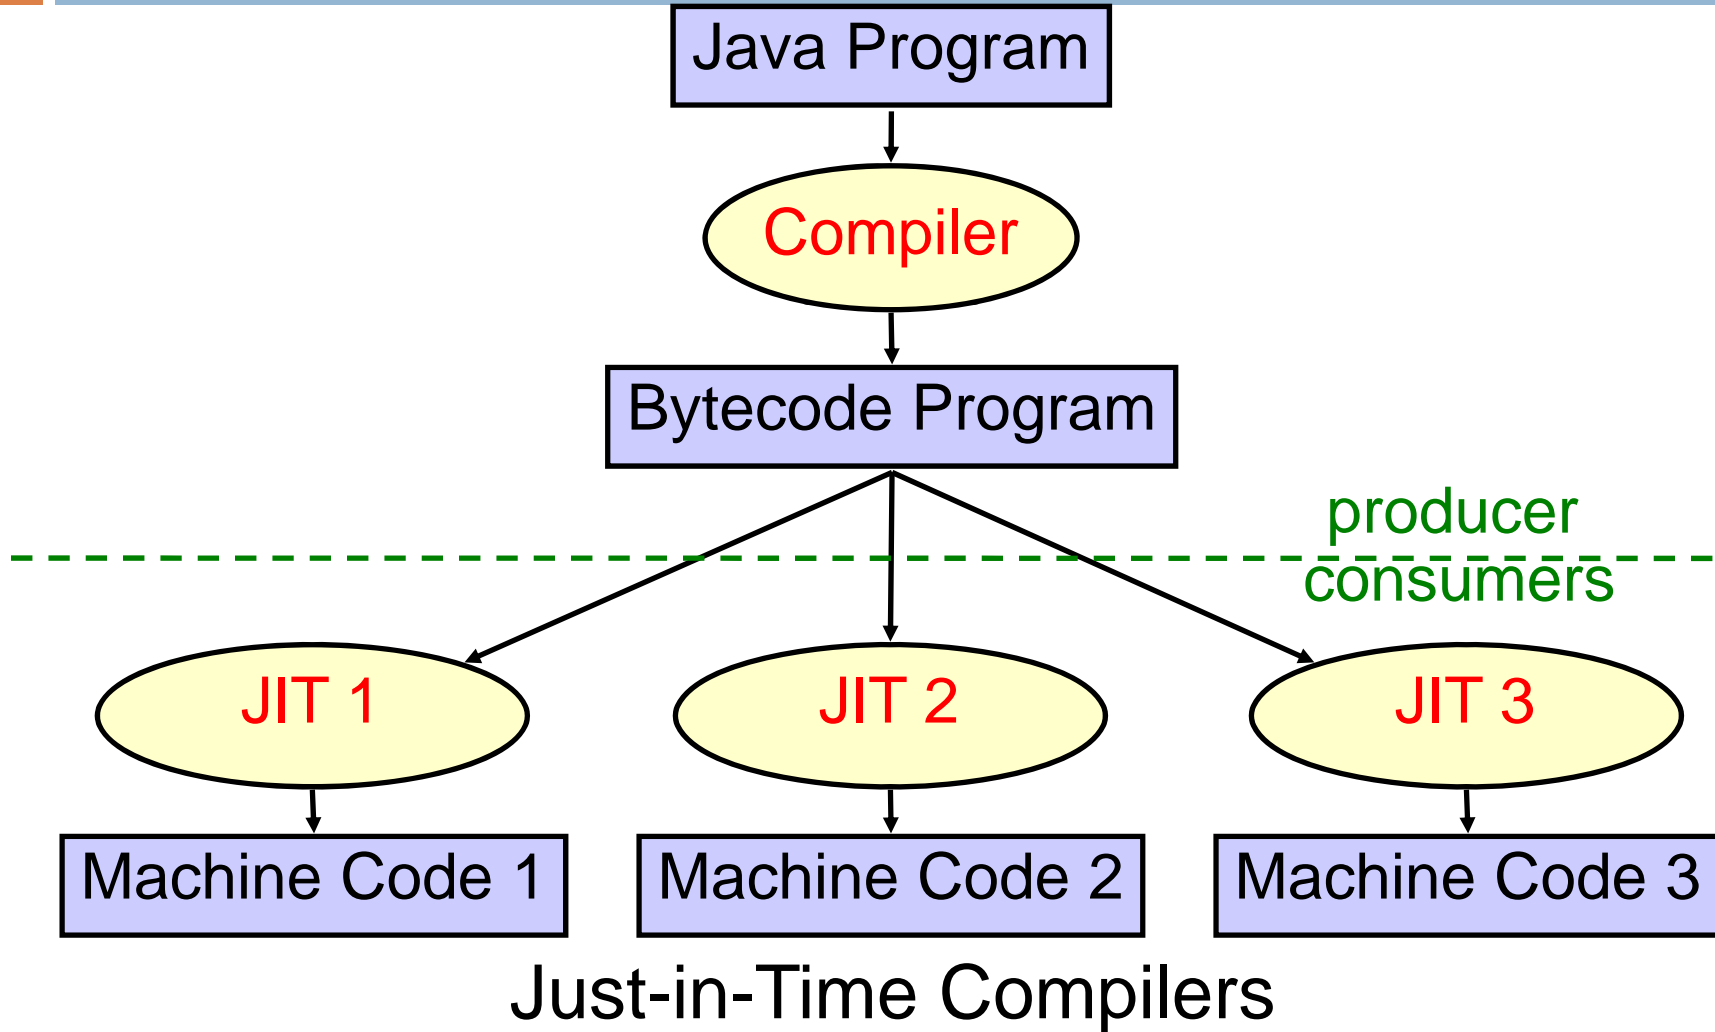 Java Program
Compiler
Bytecode Program
producer
consumers
JIT 1
JIT 2
JIT 3
Machine Code 1
Machine Code 2
Machine Code 3
Just-in-Time Compilers